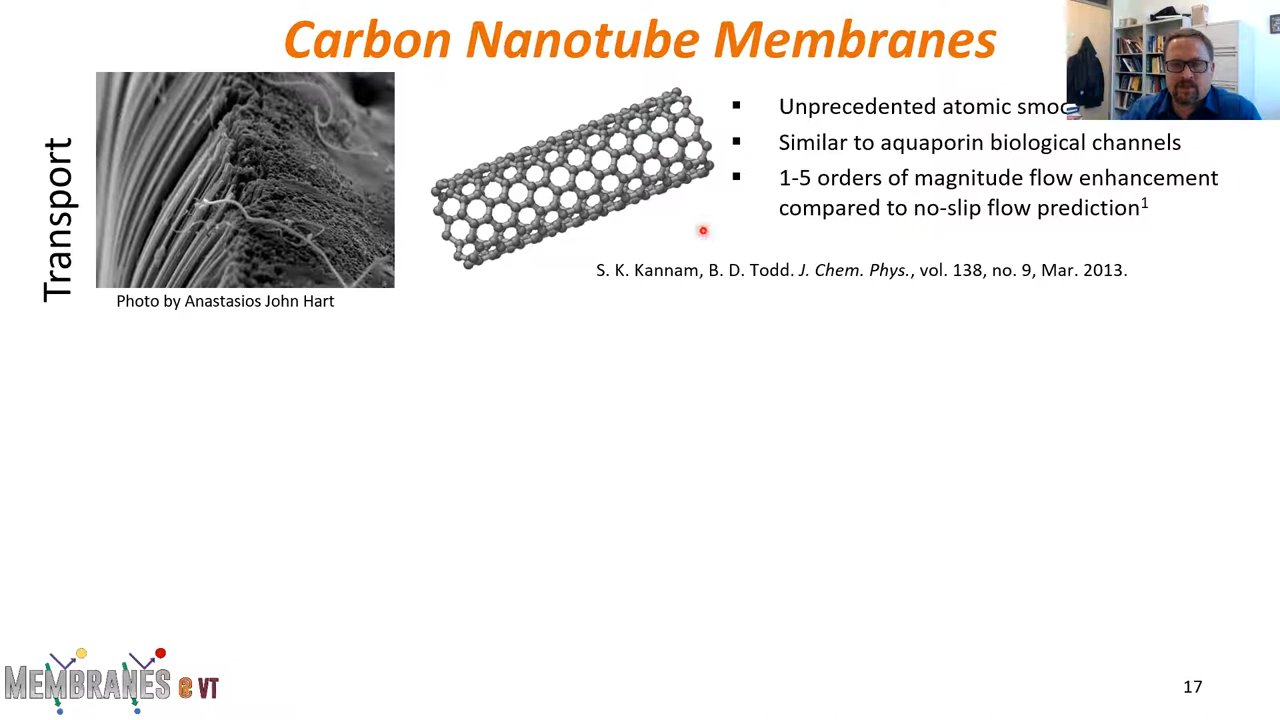 Carbon Nanotube Membranes
Transport
▪ Unprecedented atomic
▪ Similar to aquaporin biological channels
▪ 1-5 orders of magnitude flow enhancement
compared to no-slip flow prediction¹
S. K. Kannam, B. D. Todd. J. Chem. Phys., vol. 138, no. 9, Mar. 2013.
Photo by Anastasios John Hart
MEMBRANES @ VT
17